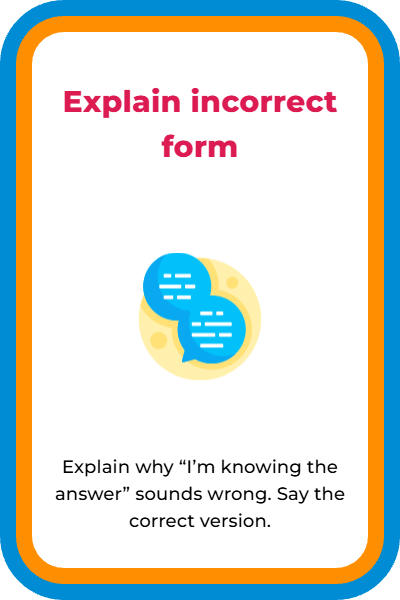 Explain incorrect
form
Explain why “I’m knowing the
answer” sounds wrong. Say the
correct version.